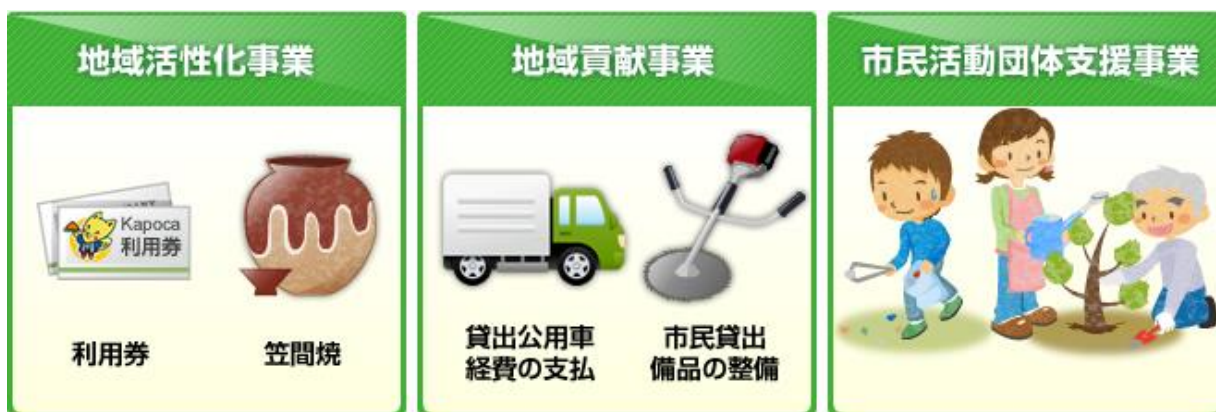 地域活性化事業
Kapoca
利用券
利用券
笠間焼
地域貢献事業
貸出公用車
経費の支払
市民貸出
備品の整備
市民活動団体支援事業